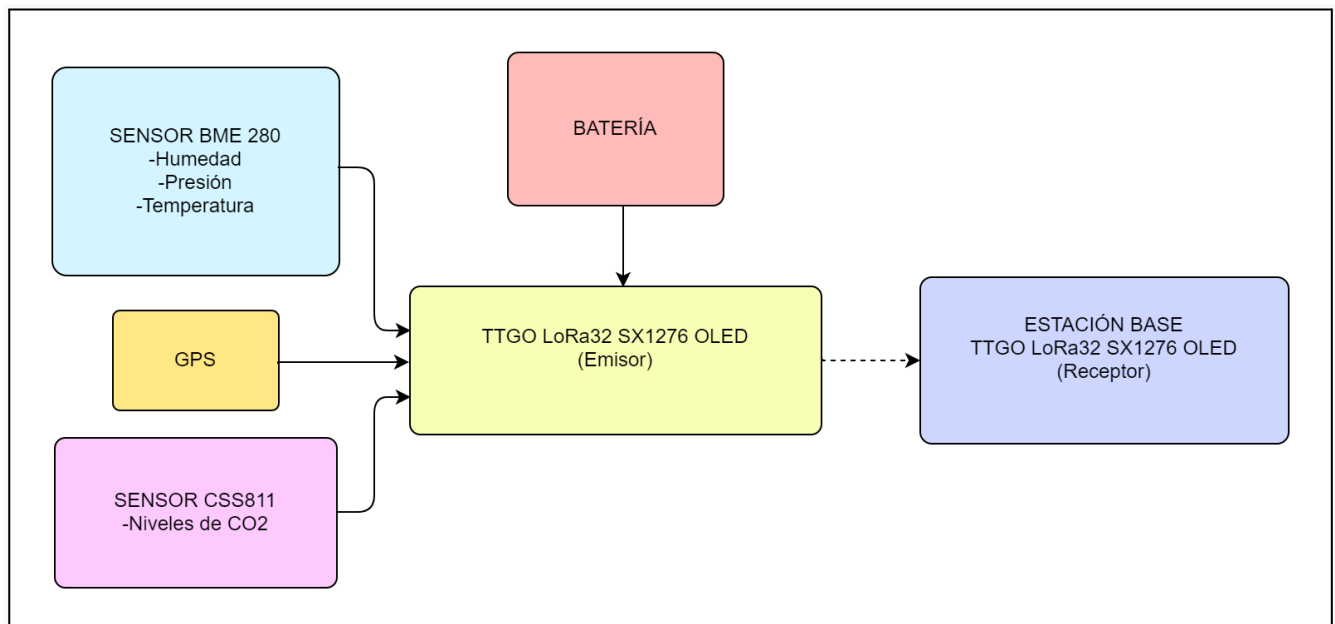 SENSOR BME 280
-Humedad
-Presión
-Temperatura
BATERÍA
GPS
TTGO LoRa32 SX1276 OLED
(Emisor)
ESTACIÓN BASE
TTGO LoRa32 SX1276 OLED
(Receptor)
SENSOR CSS811
-Niveles de CO2